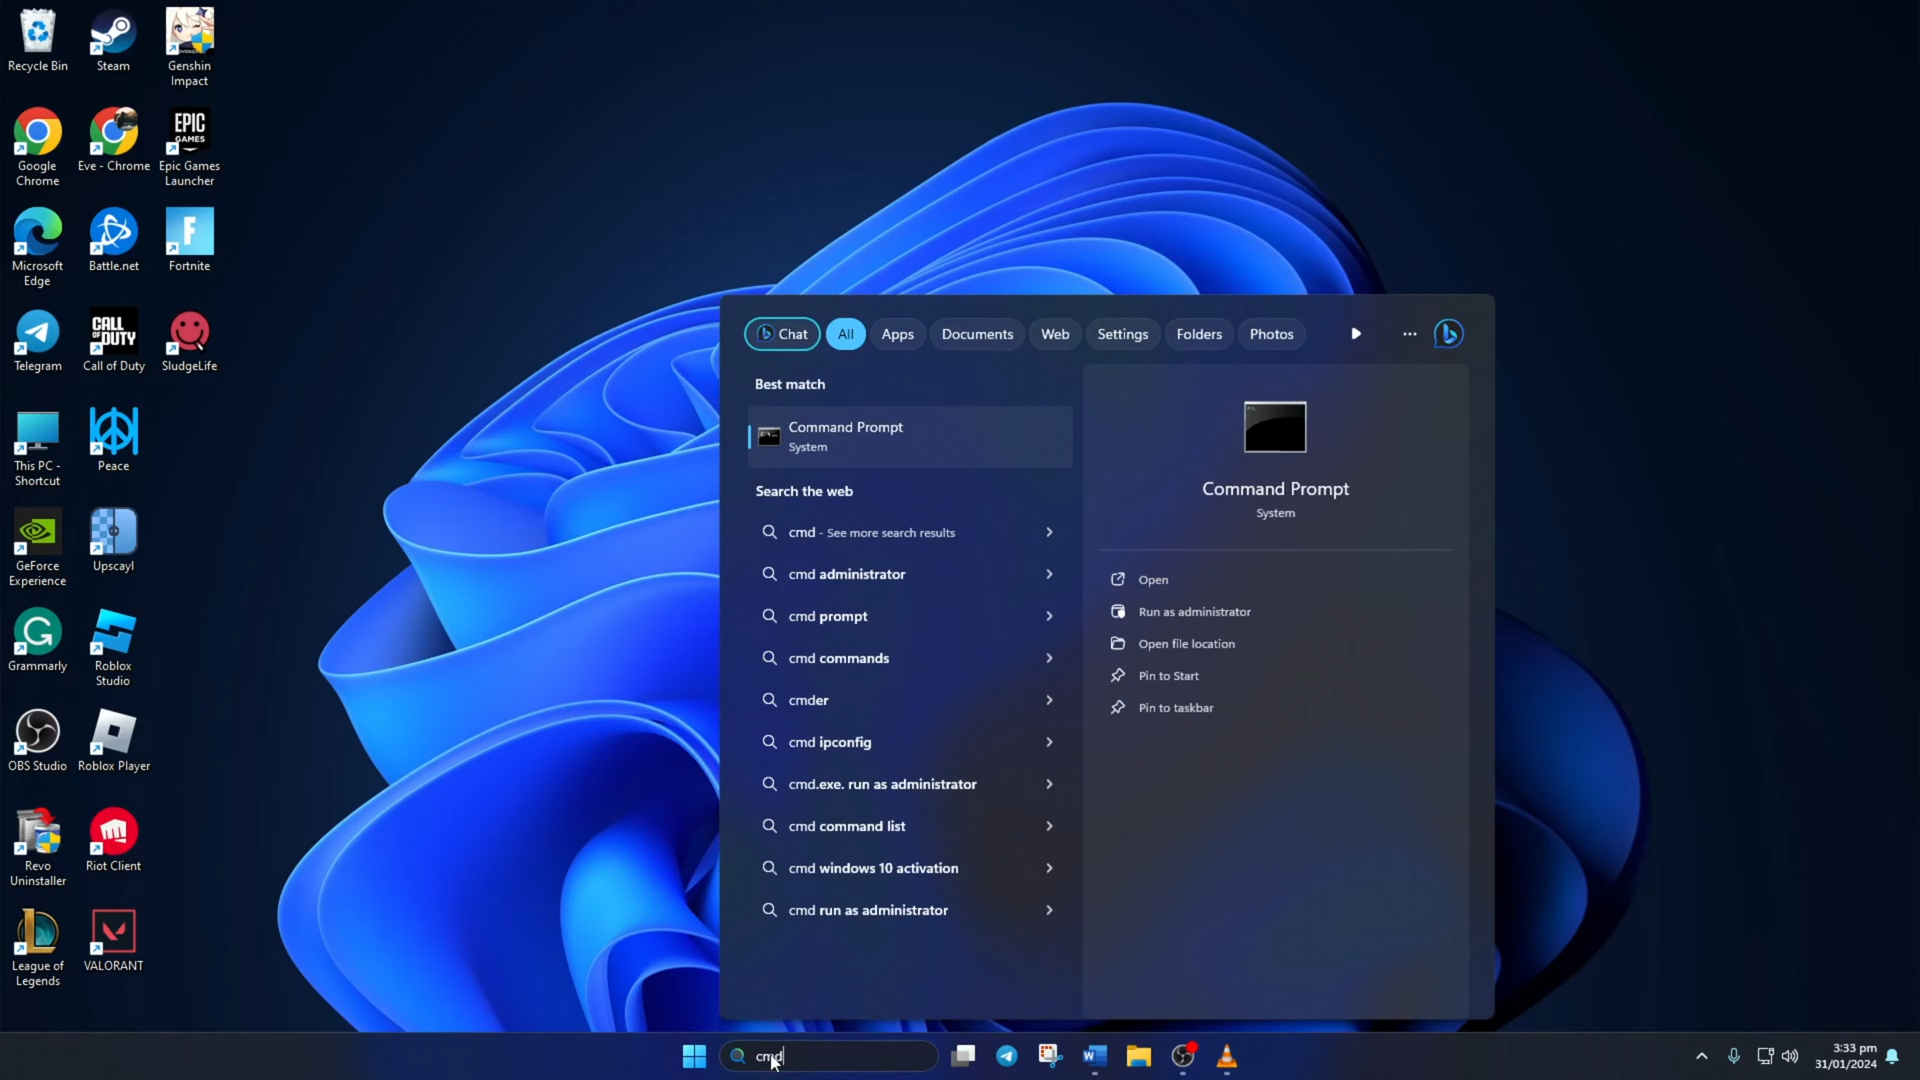 Recycle Bin
Steam
Genshin
Impact
Google
Chrome
Eve - Chrome
EPIC
GAMES
Epic Games
Launcher
Microsoft
Edge
Battle.net
Fortnite
Telegram
CALL
OF DUTY
Call of Duty
SludgeLife
This PC -
Shortcut
Peace
GeForce
Experience
Upscayl
Grammarly
Roblox
Studio
OBS Studio
Roblox Player
Revo
Uninstaller
Riot Client
League of
Legends
VALORANT
Chat
All
Apps
Documents
Web
Settings
Folders
Photos
Best match
Command Prompt
System
Search the web
cmd - See more search results
cmd administrator
cmd prompt
cmd commands
cmder
cmd ipconfig
cmd.exe. run as administrator
cmd command list
cmd windows 10 activation
cmd run as administrator
Command Prompt
System
Open
Run as administrator
Open file location
Pin to Start
Pin to taskbar
cmd
3:33 pm
31/01/2024